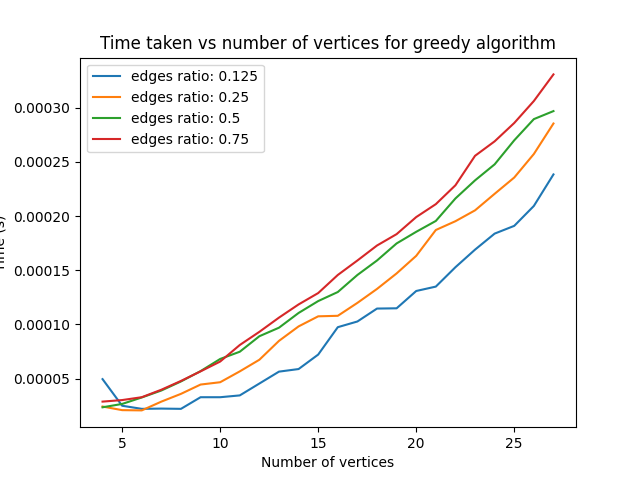 Time taken vs number of vertices for greedy algorithm
edges ratio: 0.125
edges ratio: 0.25
edges ratio: 0.5
edges ratio: 0.75
0.00030
0.00025
0.00020
0.00015
0.00010
0.00005
Time (s)
5 10 15 20 25
Number of vertices